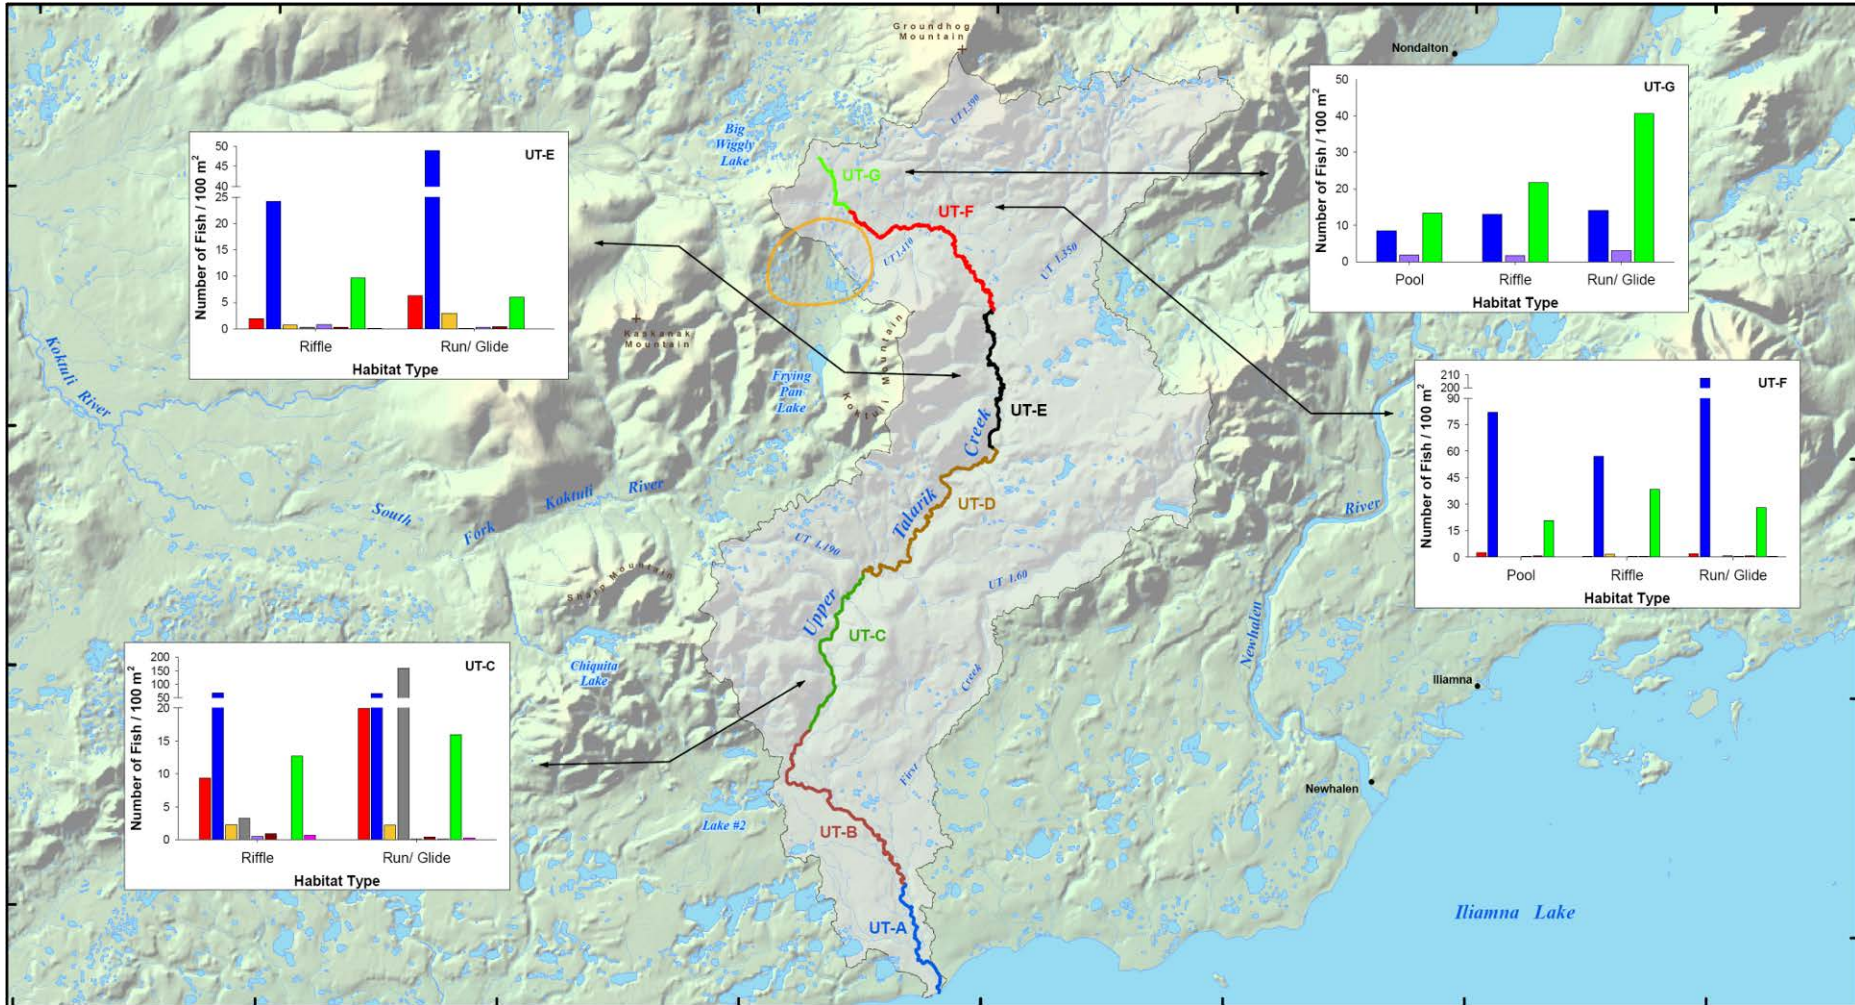 Groundhog
Mountain
Nondalton
UT 1.390
Big
Wiggly
Lake
UT-G
UT-F
UT 1.410
UT 1.350
Kaskanak
Mountain
Koktuli
River
Frying
Pan
Lake
Koktuli Mountain
UT-E
Upper Talarik Creek
UT-D
South Fork Koktuli River
UT 1.190
UT 1.60
Sharp Mountain
UT-C
Chiquita
Lake
First Creek
Newhalen River
Iliamna
Newhalen
Lake #2
UT-B
UT-A
Iliamna Lake
UT-E
Number of Fish / 100 m²
50
45
40
25
20
15
10
5
0
Riffle
Run/ Glide
Habitat Type
UT-G
Number of Fish / 100 m²
50
40
30
20
10
0
Pool
Riffle
Run/ Glide
Habitat Type
UT-F
Number of Fish / 100 m²
210
200
90
75
60
45
30
15
0
Pool
Riffle
Run/ Glide
Habitat Type
UT-C
Number of Fish / 100 m²
200
150
100
50
20
15
10
5
0
Riffle
Run/ Glide
Habitat Type